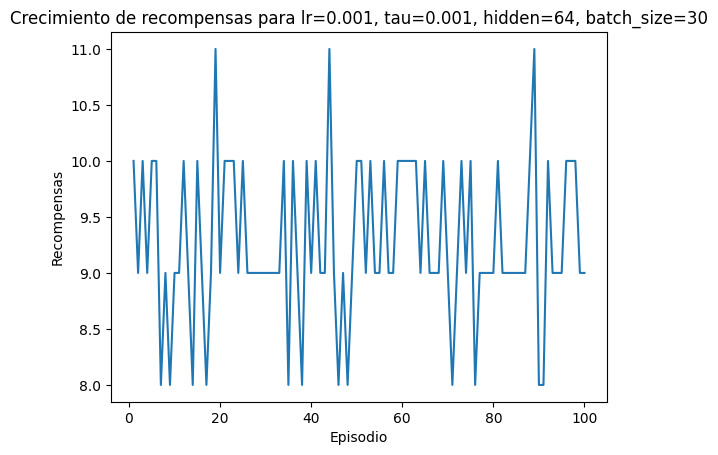 Crecimiento de recompensas para lr=0.001, tau=0.001, hidden=64, batch_size=30
11.0
10.5
10.0
9.5
9.0
8.5
8.0
Recompensas
0 20 40 60 80 100
Episodio